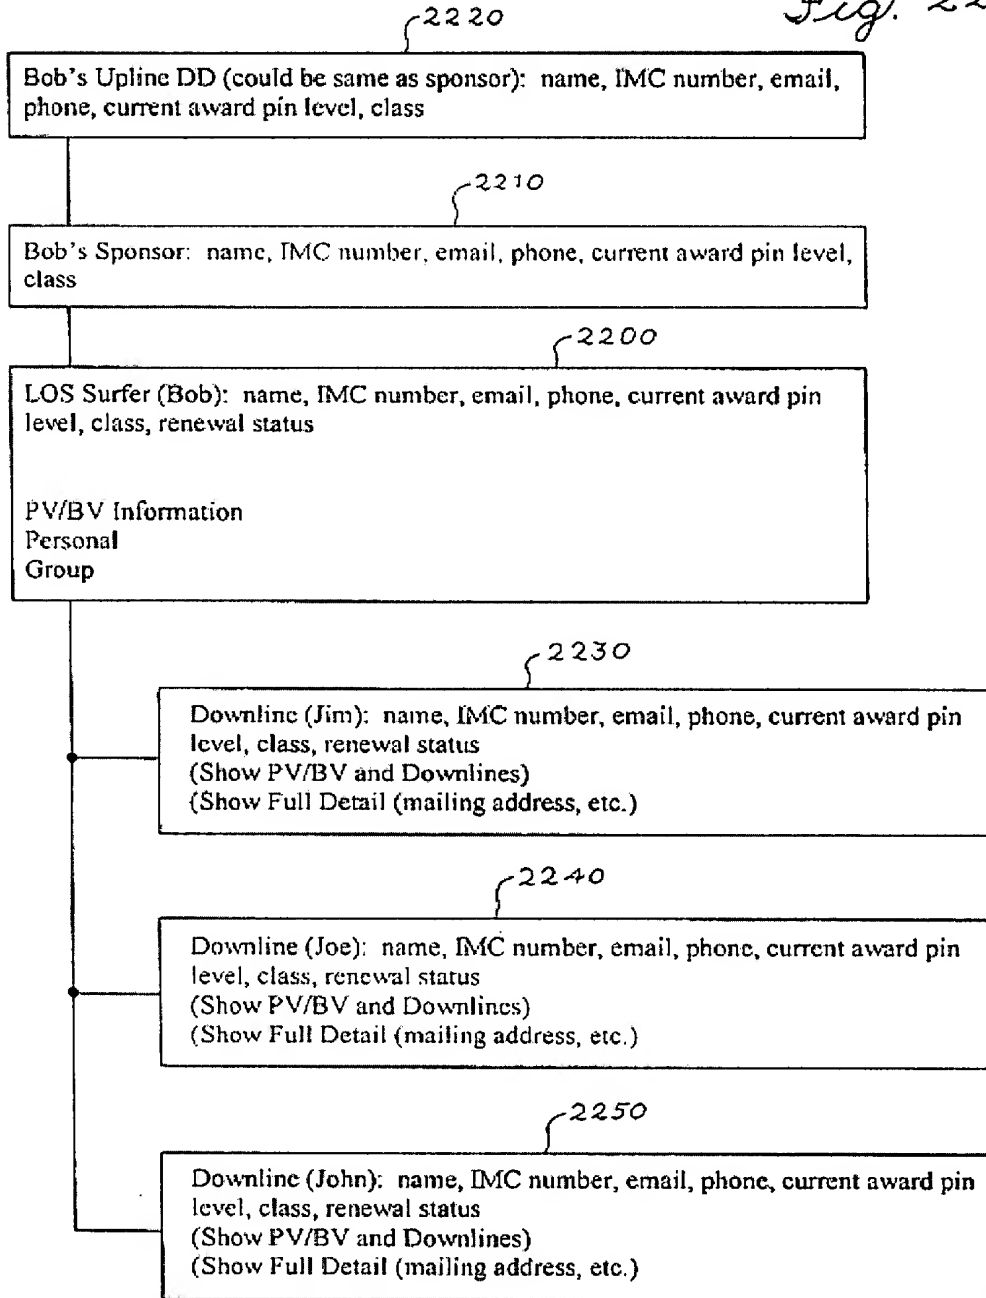 Fig. 22
2220
Bob's Upline DD (could be same as sponsor): name, IMC number, email,
phone, current award pin level, class
2210
Bob's Sponsor: name, IMC number, email, phone, current award pin level,
class
2200
LOS Surfer (Bob): name, IMC number, email, phone, current award pin
level, class, renewal status
PV/BV Information
Personal
Group
2230
Downline (Jim): name, IMC number, email, phone, current award pin
level, class, renewal status
(Show PV/BV and Downlines)
(Show Full Detail (mailing address, etc.)
2240
Downline (Joe): name, IMC number, email, phone, current award pin
level, class, renewal status
(Show PV/BV and Downlines)
(Show Full Detail (mailing address, etc.)
2250
Downline (John): name, IMC number, email, phone, current award pin
level, class, renewal status
(Show PV/BV and Downlines)
(Show Full Detail (mailing address, etc.)